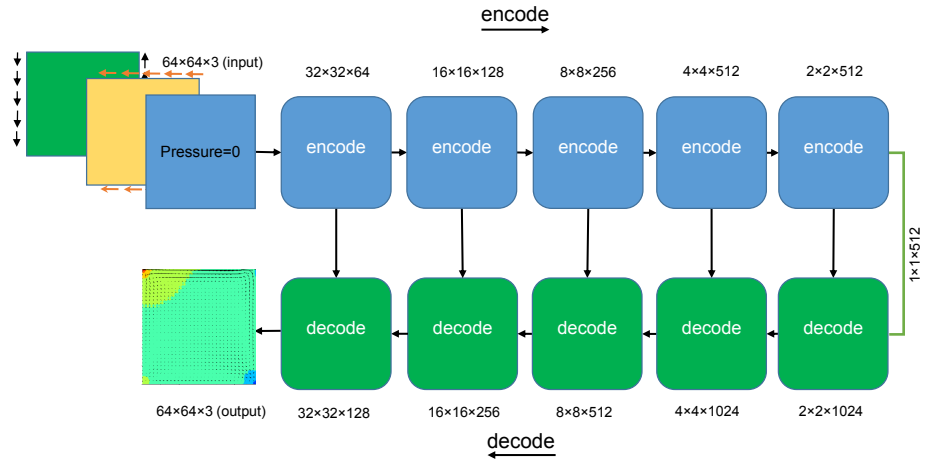 encode
64×64×3 (input)
32×32×64
16×16×128
8×8×256
4×4×512
2×2×512
Pressure=0
encode
encode
encode
encode
encode
1×1×512
decode
decode
decode
decode
decode
64×64×3 (output)
32×32×128
16×16×256
8×8×512
4×4×1024
2×2×1024
decode